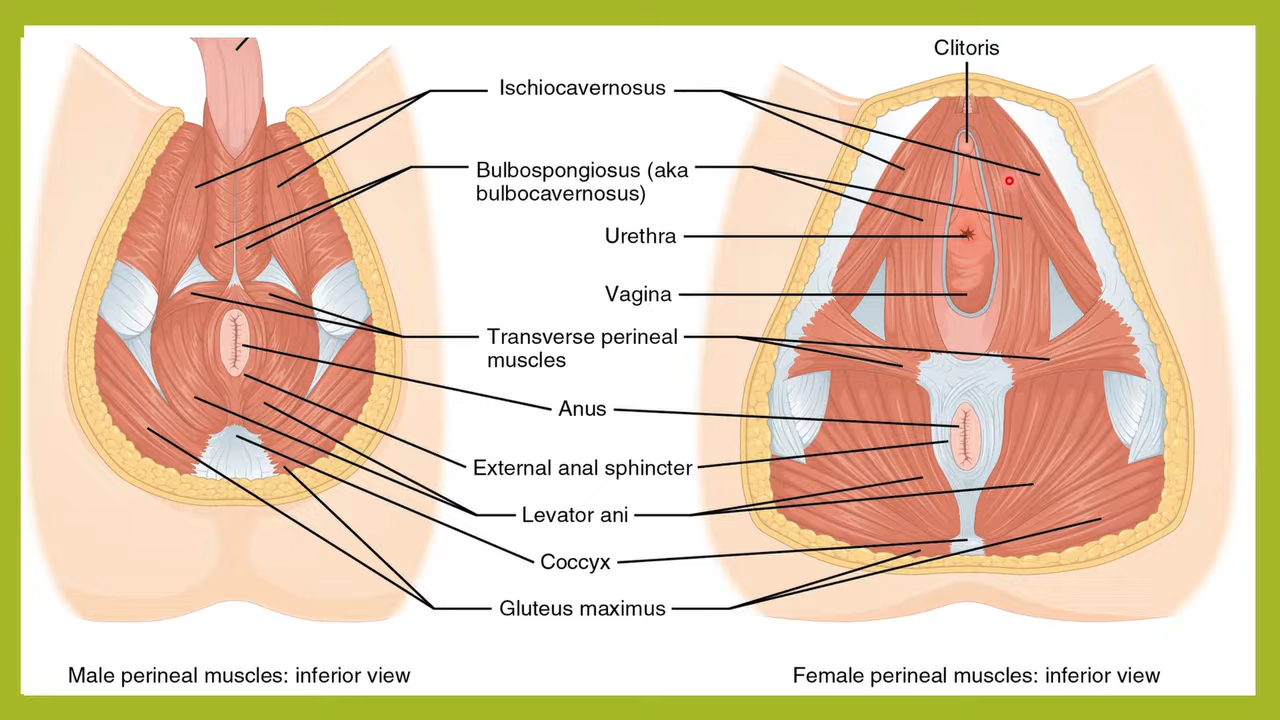 Clitoris
Ischiocavernosus
Bulbospongiosus (aka
bulbocavernosus)
Urethra
Vagina
Transverse perineal
muscles
Anus
External anal sphincter
Levator ani
Coccyx
Gluteus maximus
Male perineal muscles: inferior view
Female perineal muscles: inferior view